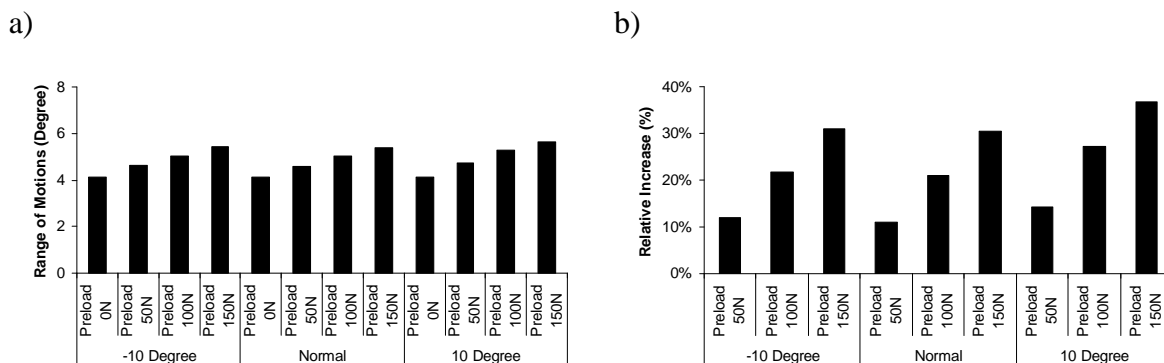 a)
Range of Motions (Degree)
8
6
4
2
0
Preload
0N
Preload
50N
Preload
100N
Preload
150N
Preload
0N
Preload
50N
Preload
100N
Preload
150N
Preload
0N
Preload
50N
Preload
100N
Preload
150N
-10 Degree
Normal
10 Degree
b)
Relative Increase (%)
40%
30%
20%
10%
0%
Preload
50N
Preload
100N
Preload
150N
Preload
50N
Preload
100N
Preload
150N
Preload
50N
Preload
100N
Preload
150N
-10 Degree
Normal
10 Degree